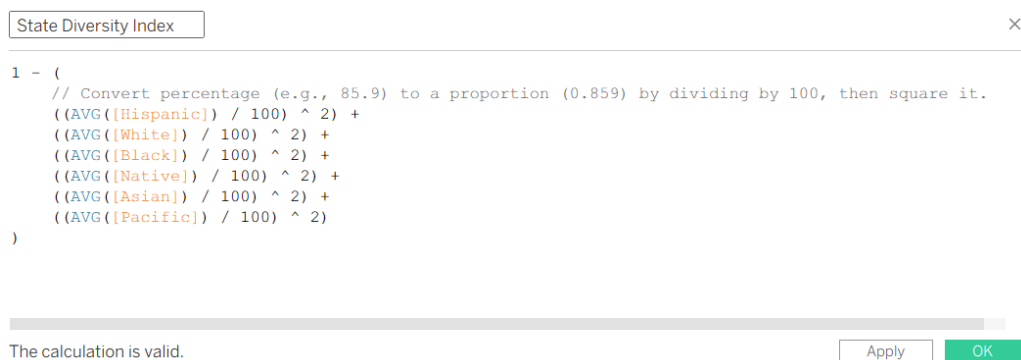 State Diversity Index
×
1 - (
// Convert percentage (e.g., 85.9) to a proportion (0.859) by dividing by 100, then square it.
((AVG([Hispanic]) / 100) ^ 2) +
((AVG([White]) / 100) ^ 2) +
((AVG([Black]) / 100) ^ 2) +
((AVG([Native]) / 100) ^ 2) +
((AVG([Asian]) / 100) ^ 2) +
((AVG([Pacific]) / 100) ^ 2)
)
The calculation is valid.
Apply
OK